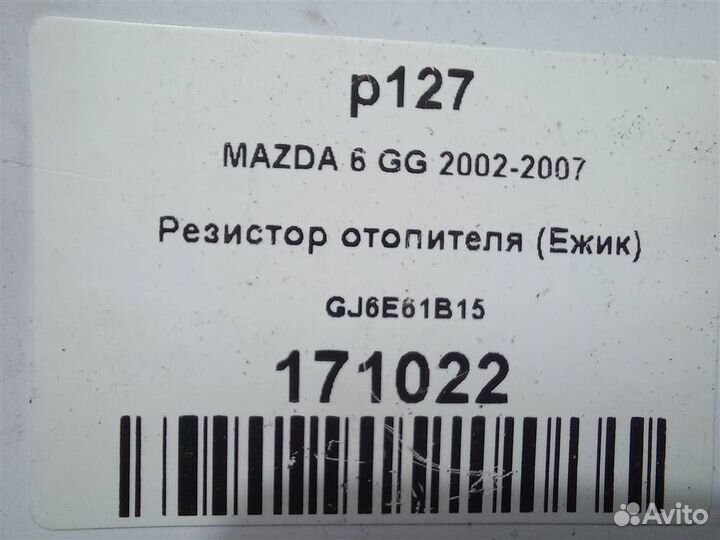 p127
MAZDA 6 GG 2002-2007
Резистор отопителя (Ежик)
GJ6E61B15
171022
Avito